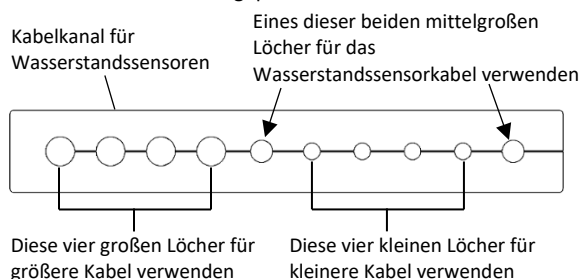 Kabelkanal für
Wasserstandssensoren
Eines dieser beiden mittelgroßen
Löcher für das
Wasserstandssensorkabel verwenden
Diese vier großen Löcher für
größere Kabel verwenden
Diese vier kleinen Löcher für
kleinere Kabel verwenden